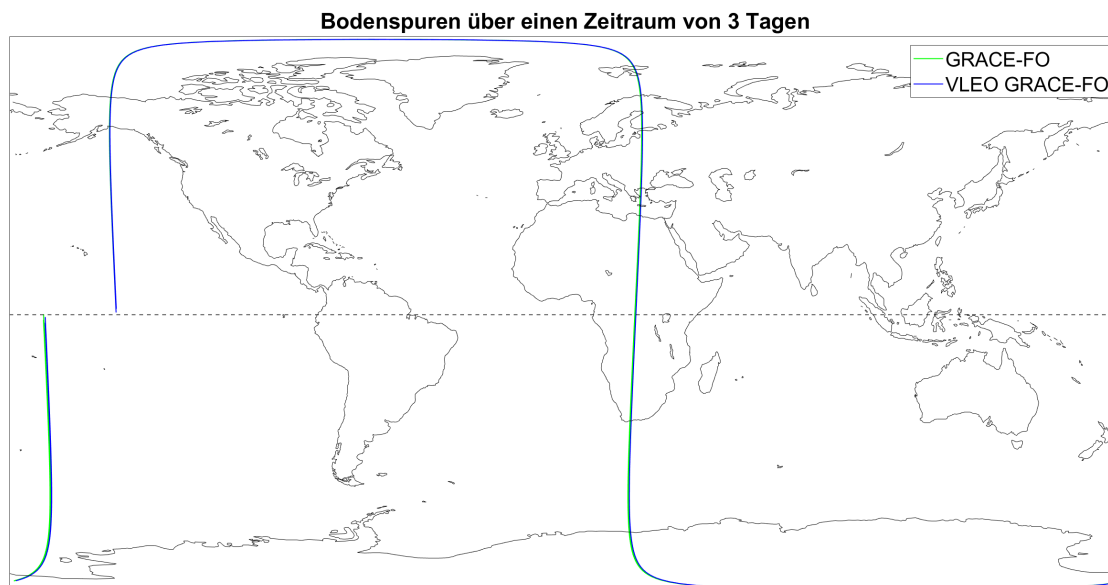 Bodenspuren über einen Zeitraum von 3 Tagen
GRACE-FO
VLEO GRACE-FO